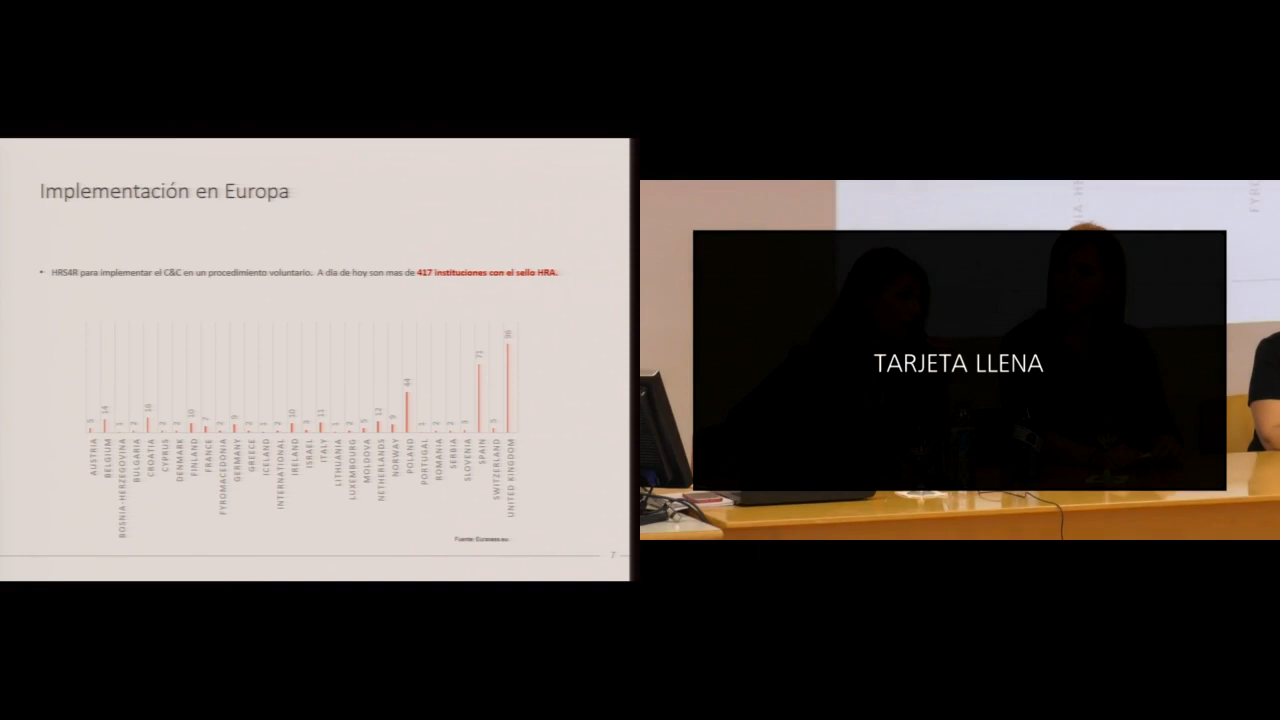 Implementación en Europa
• HRS4R para implementar el C&C en un procedimiento voluntario. A día de hoy son mas de 417 instituciones con el sello HRA.
5 14 1 2 16 2 2 10 7 2 9 2 1 2 10 3 11 1 2 5 12 9 44 1 2 2 3 71 5 96
AUSTRIA
BELGIUM
BOSNIA-HERZEGOVINA
BULGARIA
CROATIA
CYPRUS
DENMARK
FINLAND
FRANCE
FYROMACEDONIA
GERMANY
GREECE
ICELAND
INTERNATIONAL
IRELAND
ISRAEL
ITALY
LITHUANIA
LUXEMBOURG
MOLDOVA
NETHERLANDS
NORWAY
POLAND
PORTUGAL
ROMANIA
SERBIA
SLOVENIA
SPAIN
SWITZERLAND
UNITED KINGDOM
Fuente: Euraxess.eu
7
TARJETA LLENA